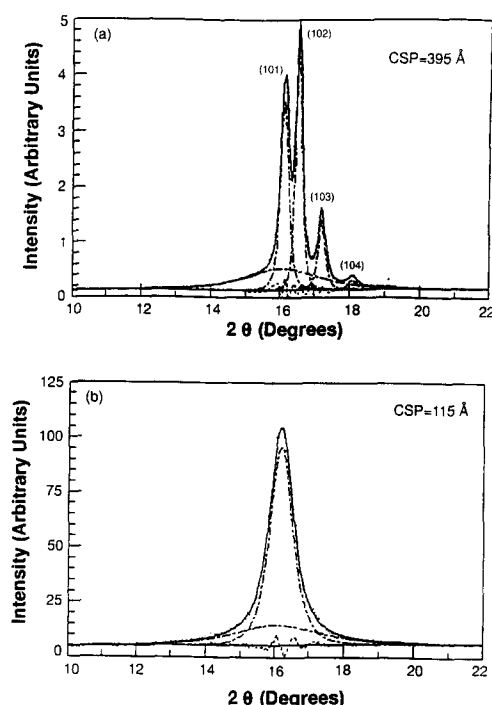 (a)
CSP=395 Å
(101)
(102)
(103)
(104)
Intensity (Arbitrary Units)
5
4
3
2
1
0
10 12 14 16 18 20 22
2 θ (Degrees)
(b)
CSP=115 Å
Intensity (Arbitrary Units)
125
100
75
50
25
0
10 12 14 16 18 20 22
2 θ (Degrees)